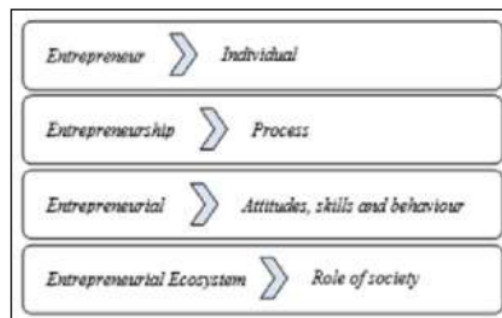 Entrepreneur Individual
Entrepreneurship Process
Entrepreneurial Attitudes, skills and behaviour
Entrepreneurial Ecosystem Role of society